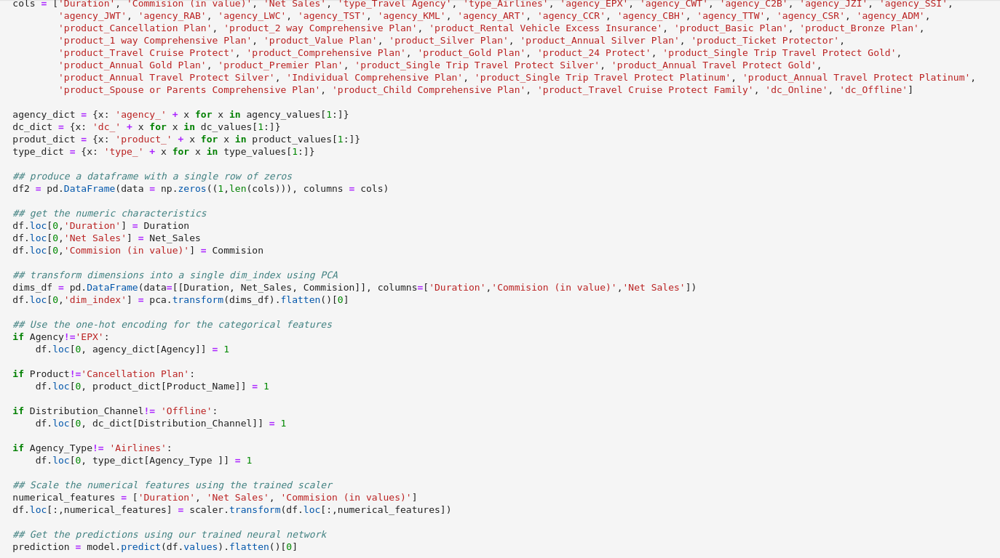 cols = ['Duration', 'Commision (in value)', 'Net Sales', 'type_Travel Agency', 'type_Airlines', 'agency_EPX', 'agency_CWT', 'agency_C2B', 'agency_JZI', 'agency_SSI',
'agency_JWT', 'agency_RAB', 'agency_LWC', 'agency_TST', 'agency_KML', 'agency_ART', 'agency_CCR', 'agency_CBH', 'agency_TTW', 'agency_CSR', 'agency_ADM',
'product_Cancellation Plan', 'product_2 way Comprehensive Plan', 'product_Rental Vehicle Excess Insurance', 'product_Basic Plan', 'product_Bronze Plan',
'product_1 way Comprehensive Plan', 'product_Value Plan', 'product_Silver Plan', 'product_Annual Silver Plan', 'product_Ticket Protector',
'product_Travel Cruise Protect', 'product_Comprehensive Plan', 'product_Gold Plan', 'product_24 Protect', 'product_Single Trip Travel Protect Gold',
'product_Annual Gold Plan', 'product_Premier Plan', 'product_Single Trip Travel Protect Silver', 'product_Annual Travel Protect Gold',
'product_Annual Travel Protect Silver', 'Individual Comprehensive Plan', 'product_Single Trip Travel Protect Platinum', 'product_Annual Travel Protect Platinum',
'product_Spouse or Parents Comprehensive Plan', 'product_Child Comprehensive Plan', 'product_Travel Cruise Protect Family', 'dc_Online', 'dc_Offline']
agency_dict = {x: 'agency_' + x for x in agency_values[1:]}
dc_dict = {x: 'dc_' + x for x in dc_values[1:]}
produt_dict = {x: 'product_' + x for x in product_values[1:]}
type_dict = {x: 'type_' + x for x in type_values[1:]}
## produce a dataframe with a single row of zeros
df2 = pd.DataFrame(data = np.zeros((1,len(cols))), columns = cols)
## get the numeric characteristics
df.loc[0,'Duration'] = Duration
df.loc[0,'Net Sales'] = Net_Sales
df.loc[0,'Commision (in value)'] = Commision
## transform dimensions into a single dim_index using PCA
dims_df = pd.DataFrame(data=[[Duration, Net_Sales, Commision]], columns=['Duration','Commision (in value)','Net Sales'])
df.loc[0,'dim_index'] = pca.transform(dims_df).flatten()[0]
## Use the one-hot encoding for the categorical features
if Agency!='EPX':
df.loc[0, agency_dict[Agency]] = 1
if Product!='Cancellation Plan':
df.loc[0, product_dict[Product_Name]] = 1
if Distribution_Channel!= 'Offline':
df.loc[0, dc_dict[Distribution_Channel]] = 1
if Agency_Type!= 'Airlines':
df.loc[0, type_dict[Agency_Type ]] = 1
## Scale the numerical features using the trained scaler
numerical_features = ['Duration', 'Net Sales', 'Commision (in values)']
df.loc[:,numerical_features] = scaler.transform(df.loc[:,numerical_features])
## Get the predictions using our trained neural network
prediction = model.predict(df.values).flatten()[0]